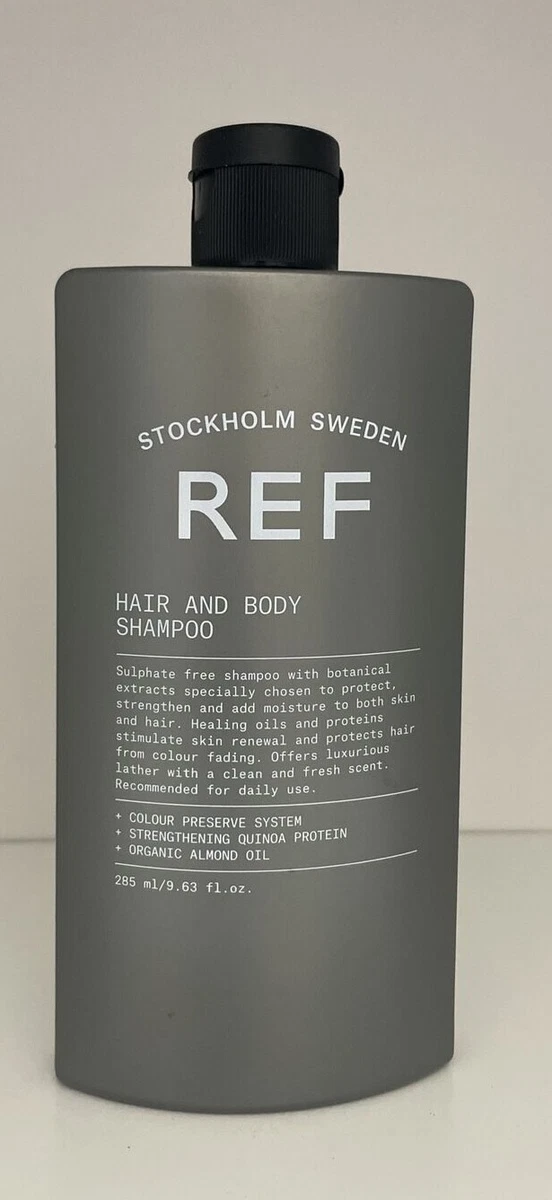 STOCKHOLM SWEDEN
REF
HAIR AND BODY
SHAMPOO
Sulphate free shampoo with botanical
extracts specially chosen to protect,
strengthen and add moisture to both skin
and hair. Healing oils and proteins
stimulate skin renewal and protects hair
from colour fading. Offers luxurious
lather with a clean and fresh scent.
Recommended for daily use.
+ COLOUR PRESERVE SYSTEM
+ STRENGTHENING QUINOA PROTEIN
+ ORGANIC ALMOND OIL
285 ml/9.63 fl.oz.